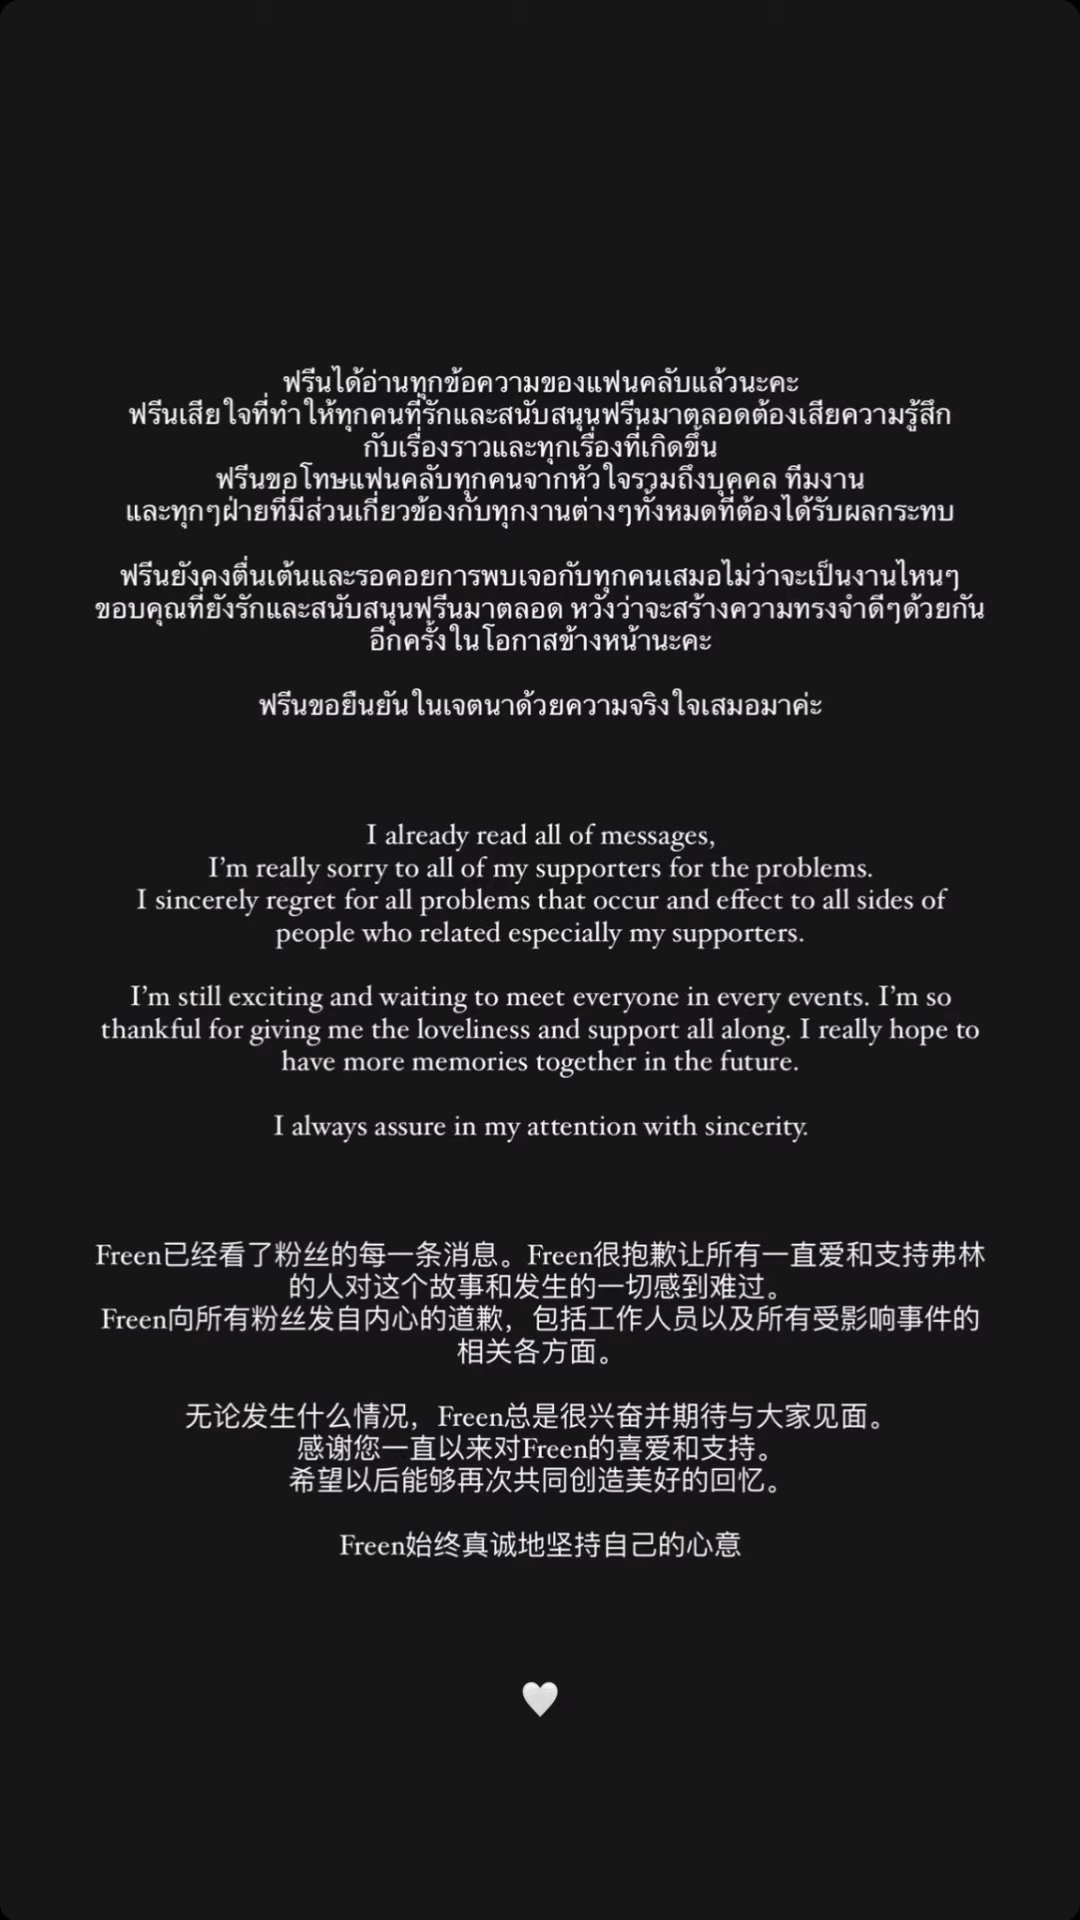 ฟรีนได้อ่านทุกข้อความของแฟนคลับแล้วนะคะ
ฟรีนเสียใจที่ทำให้ทุกคนที่รักและสนับสนุนฟรีนมาตลอดต้องเสียความรู้สึก
กับเรื่องราวและทุกเรื่องที่เกิดขึ้น
ฟรีนขอโทษแฟนคลับทุกคนจากหัวใจรวมถึงบุคคล ทีมงาน
และทุกๆฝ่ายที่มีส่วนเกี่ยวข้องกับทุกงานต่างๆทั้งหมดที่ต้องได้รับผลกระทบ
ฟรีนยังคงตื่นเต้นและรอคอยการพบเจอกับทุกคนเสมอไม่ว่าจะเป็นงานไหนๆ
ขอบคุณที่ยังรักและสนับสนุนฟรีนมาตลอด หวังว่าจะสร้างความทรงจำดีๆด้วยกัน
อีกครั้งในโอกาสข้างหน้านะคะ
ฟรีนขอยืนยันในเจตนาด้วยความจริงใจเสมอมาค่ะ
I already read all of messages,
I’m really sorry to all of my supporters for the problems.
I sincerely regret for all problems that occur and effect to all sides of
people who related especially my supporters.
I’m still exciting and waiting to meet everyone in every events. I’m so
thankful for giving me the loveliness and support all along. I really hope to
have more memories together in the future.
I always assure in my attention with sincerity.
Freen已经看了粉丝的每一条消息。Freen很抱歉让所有一直爱和支持弗林
的人对这个故事和发生的一切感到难过。
Freen向所有粉丝发自内心的道歉，包括工作人员以及所有受影响事件的
相关各方面。
无论发生什么情况，Freen总是很兴奋并期待与大家见面。
感谢您一直以来对Freen的喜爱和支持。
希望以后能够再次共同创造美好的回忆。
Freen始终真诚地坚持自己的心意